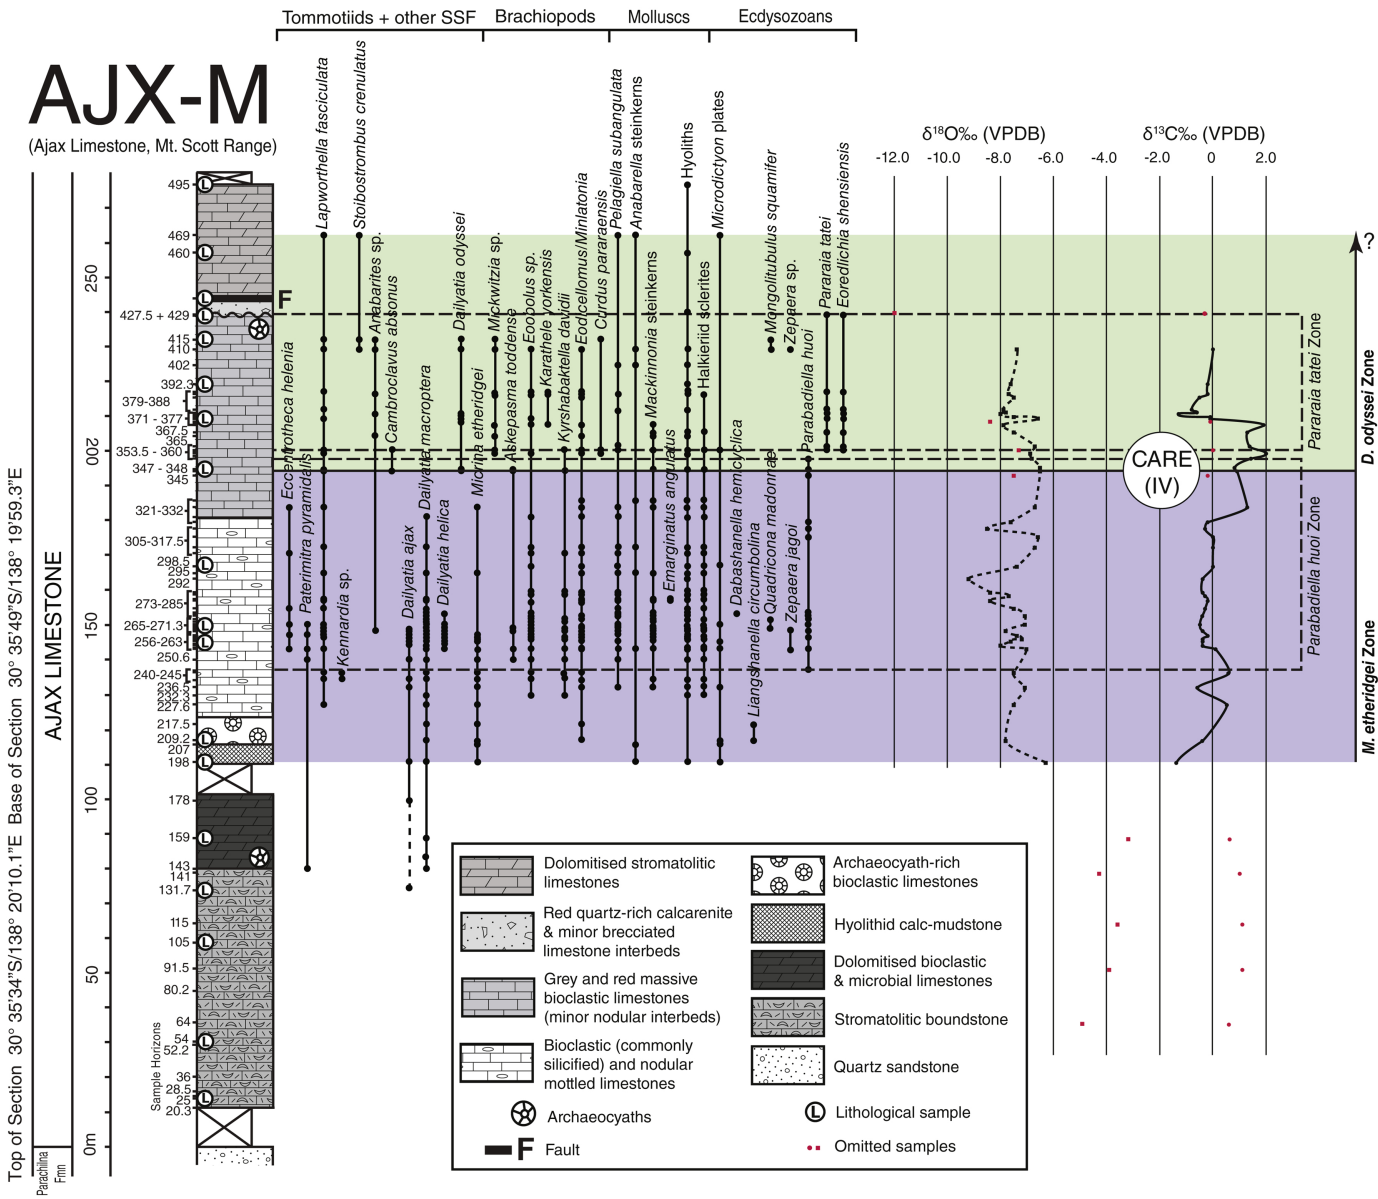 Tommotiids + other SSF
Brachiopods
Molluscs
Ecdysozoans
AJX-M
(Ajax Limestone, Mt. Scott Range)
Lapworthella fasciculata
Stoibostrombus crenulatus
Anabarites sp.
Cambroclavus absonus
Dailyatia odyssei
Mickwitzia sp.
Askepasma toddense
Eoobolus sp.
Karathele yorkensis
Kyrshabaktella davidii
Eodicellomus/Minlatonia
Curdus pararaensis
Pelagiella subangulata
Anabarella steinkerns
Mackinnonia steinkerns
Emarginatus angulus
Hyoliths
Halkieriid sclerites
Microdictyon plates
Dabashanella hemicyclica
Liangshanella circumbolina
Mongolitubulus squamifer
Quadricona madonnae
Zepaera sp.
Zepaera jagoi
Parabadiella huoi
Pararaia tatei
Eoredlichia shensiensis
Eccentrotheca helenia
Paterimitra pyramidalis
Kennardia sp.
Dailyatia ajax
Dailyatia macroptera
Dailyatia helica
Micrina etheridgei
δ18O‰ (VPDB)
δ13C‰ (VPDB)
-12.0
-10.0
-8.0
-6.0
-4.0
-2.0
0
2.0
495
469
460
427.5 + 429
415
410
402
392.3
379-388
371 - 377
367.5
365
353.5 - 360
347 - 348
345
321-332
305-317.5
298.5
295
292
273-285
265-271.3
256-263
250.6
240-245
236.5
232.3
227.6
217.5
209.2
207
198
178
159
143
141
131.7
115
105
91.5
80.2
64
54
52.2
36
28.5
25
20.3
Sample Horizons
250
200
150
100
50
0m
F
AJAX LIMESTONE
Parachilna
Fmn
Top of Section 30° 35'34"S/138° 20'10.1"E Base of Section 30° 35'49"S/138° 19'59.3"E
CARE
(IV)
?
Pararaia tatei Zone
Parabadiella huoi Zone
D. odyssei Zone
M. etheridgei Zone
Dolomitised stromatolitic
limestones
Red quartz-rich calcarenite
& minor brecciated
limestone interbeds
Grey and red massive
bioclastic limestones
(minor nodular interbeds)
Bioclastic (commonly
silicified) and nodular
mottled limestones
Archaeocyaths
F Fault
Archaeocyath-rich
bioclastic limestones
Hyolithid calc-mudstone
Dolomitised bioclastic
& microbial limestones
Stromatolitic boundstone
Quartz sandstone
L Lithological sample
Omitted samples